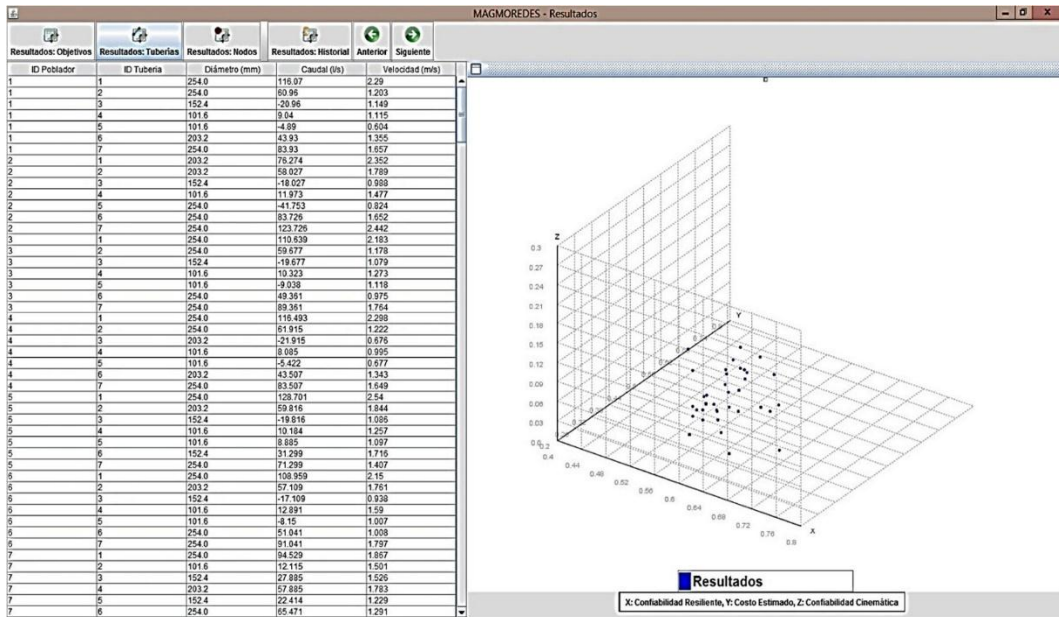 MAGMOREDES - Resultados
Resultados: Objetivos Resultados: Tuberías Resultados: Nodos Resultados: Historial Anterior Siguiente
ID Poblador ID Tuberia Diámetro (mm) Caudal (l/s) Velocidad (m/s)
1 1 254.0 116.07 2.29
1 2 254.0 60.96 1.203
1 3 152.4 -20.96 1.149
1 4 101.6 9.04 1.115
1 5 101.6 -4.89 0.604
1 6 203.2 43.93 1.355
1 7 254.0 83.93 1.657
2 1 203.2 76.274 2.352
2 2 203.2 58.027 1.789
2 3 152.4 -18.027 0.988
2 4 101.6 11.973 1.477
2 5 254.0 -41.753 0.824
2 6 254.0 83.726 1.652
2 7 254.0 123.726 2.442
3 1 254.0 110.639 2.183
3 2 254.0 59.677 1.178
3 3 152.4 -19.677 1.079
3 4 101.6 10.323 1.273
3 5 101.6 -9.038 1.118
3 6 254.0 49.361 0.975
3 7 254.0 89.361 1.764
4 1 254.0 116.493 2.298
4 2 254.0 61.915 1.222
4 3 203.2 -21.915 0.676
4 4 101.6 8.085 0.995
4 5 101.6 -5.422 0.677
4 6 203.2 43.507 1.343
4 7 254.0 83.507 1.649
5 1 254.0 128.701 2.54
5 2 203.2 59.816 1.844
5 3 152.4 -19.816 1.086
5 4 101.6 10.184 1.257
5 5 101.6 8.885 1.097
5 6 152.4 31.299 1.716
5 7 254.0 71.299 1.407
6 1 254.0 108.959 2.15
6 2 203.2 57.109 1.761
6 3 152.4 -17.109 0.938
6 4 101.6 12.891 1.59
6 5 101.6 -8.15 1.007
6 6 254.0 51.041 1.008
6 7 254.0 91.041 1.797
7 1 254.0 94.529 1.867
7 2 101.6 12.115 1.501
7 3 152.4 27.885 1.526
7 4 203.2 57.885 1.783
7 5 152.4 22.414 1.229
7 6 254.0 65.471 1.291
Z
0.3
0.27
0.24
0.21
0.18
0.15
0.12
0.09
0.06
0.03
0.0
Y
0.2
0.4 0.44 0.48 0.52 0.56 0.6 0.64 0.68 0.72 0.76 0.8
X
Resultados
X: Confiabilidad Resiliente, Y: Costo Estimado, Z: Confiabilidad Cinemática